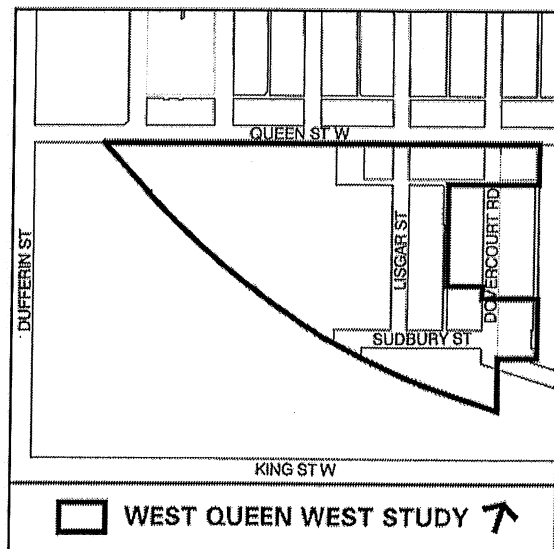 QUEEN ST W
DUFFERIN ST
LISGAR ST
DOVERCOURT RD
SUDBURY ST
KING ST W
WEST QUEEN WEST STUDY